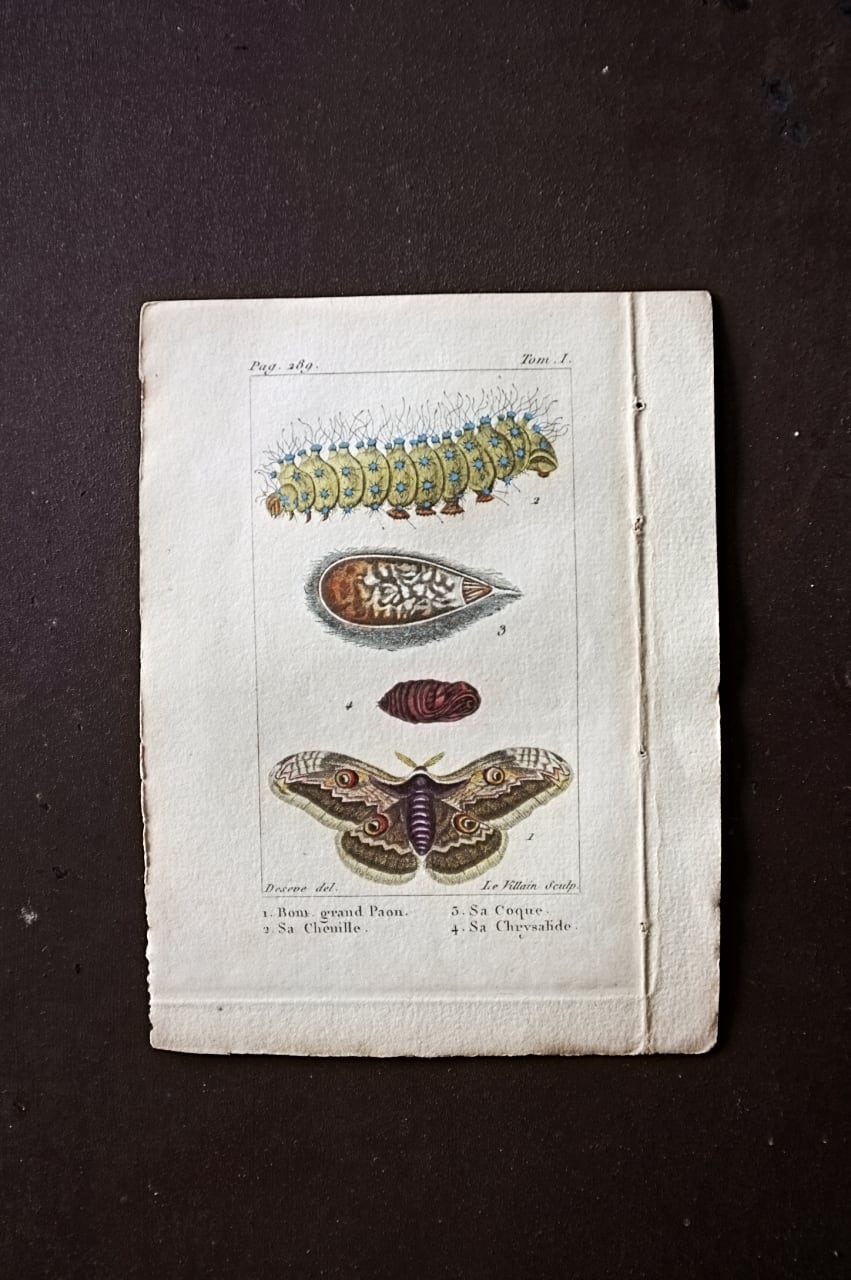 Pag. 289. Tom. I.
2
3
4
1
Deseve del. Le Villain Sculp.
1. Bom. grand Paon. 3. Sa Coque.
2. Sa Chenille. 4. Sa Chrysalide.